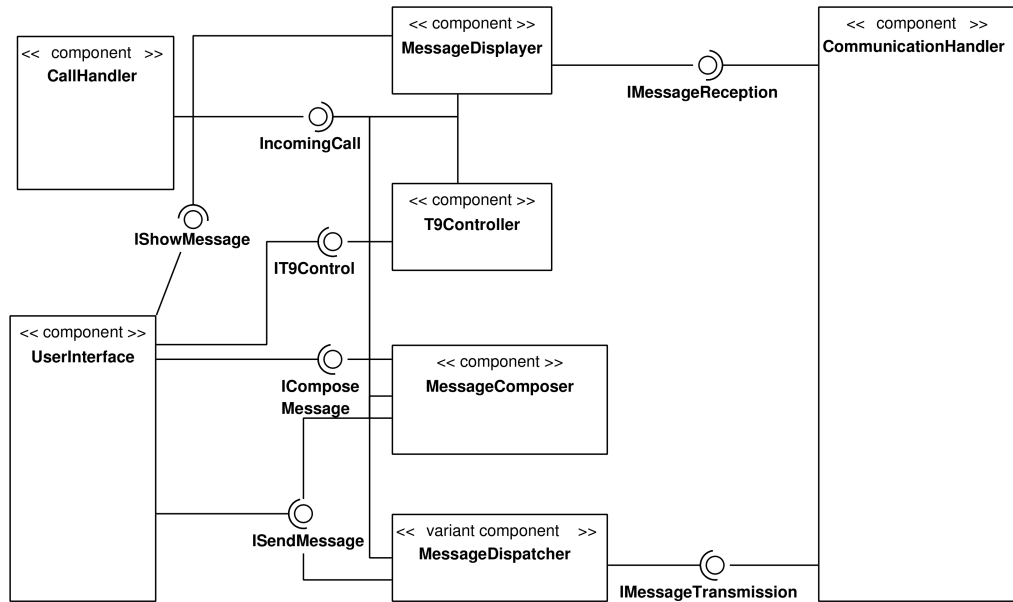 << component >>
CallHandler
<< component >>
MessageDisplayer
<< component >>
CommunicationHandler
IMessageReception
IncomingCall
<< component >>
T9Controller
IShowMessage
IT9Control
<< component >>
UserInterface
ICompose
Message
<< component >>
MessageComposer
ISendMessage
<< variant component >>
MessageDispatcher
IMessageTransmission